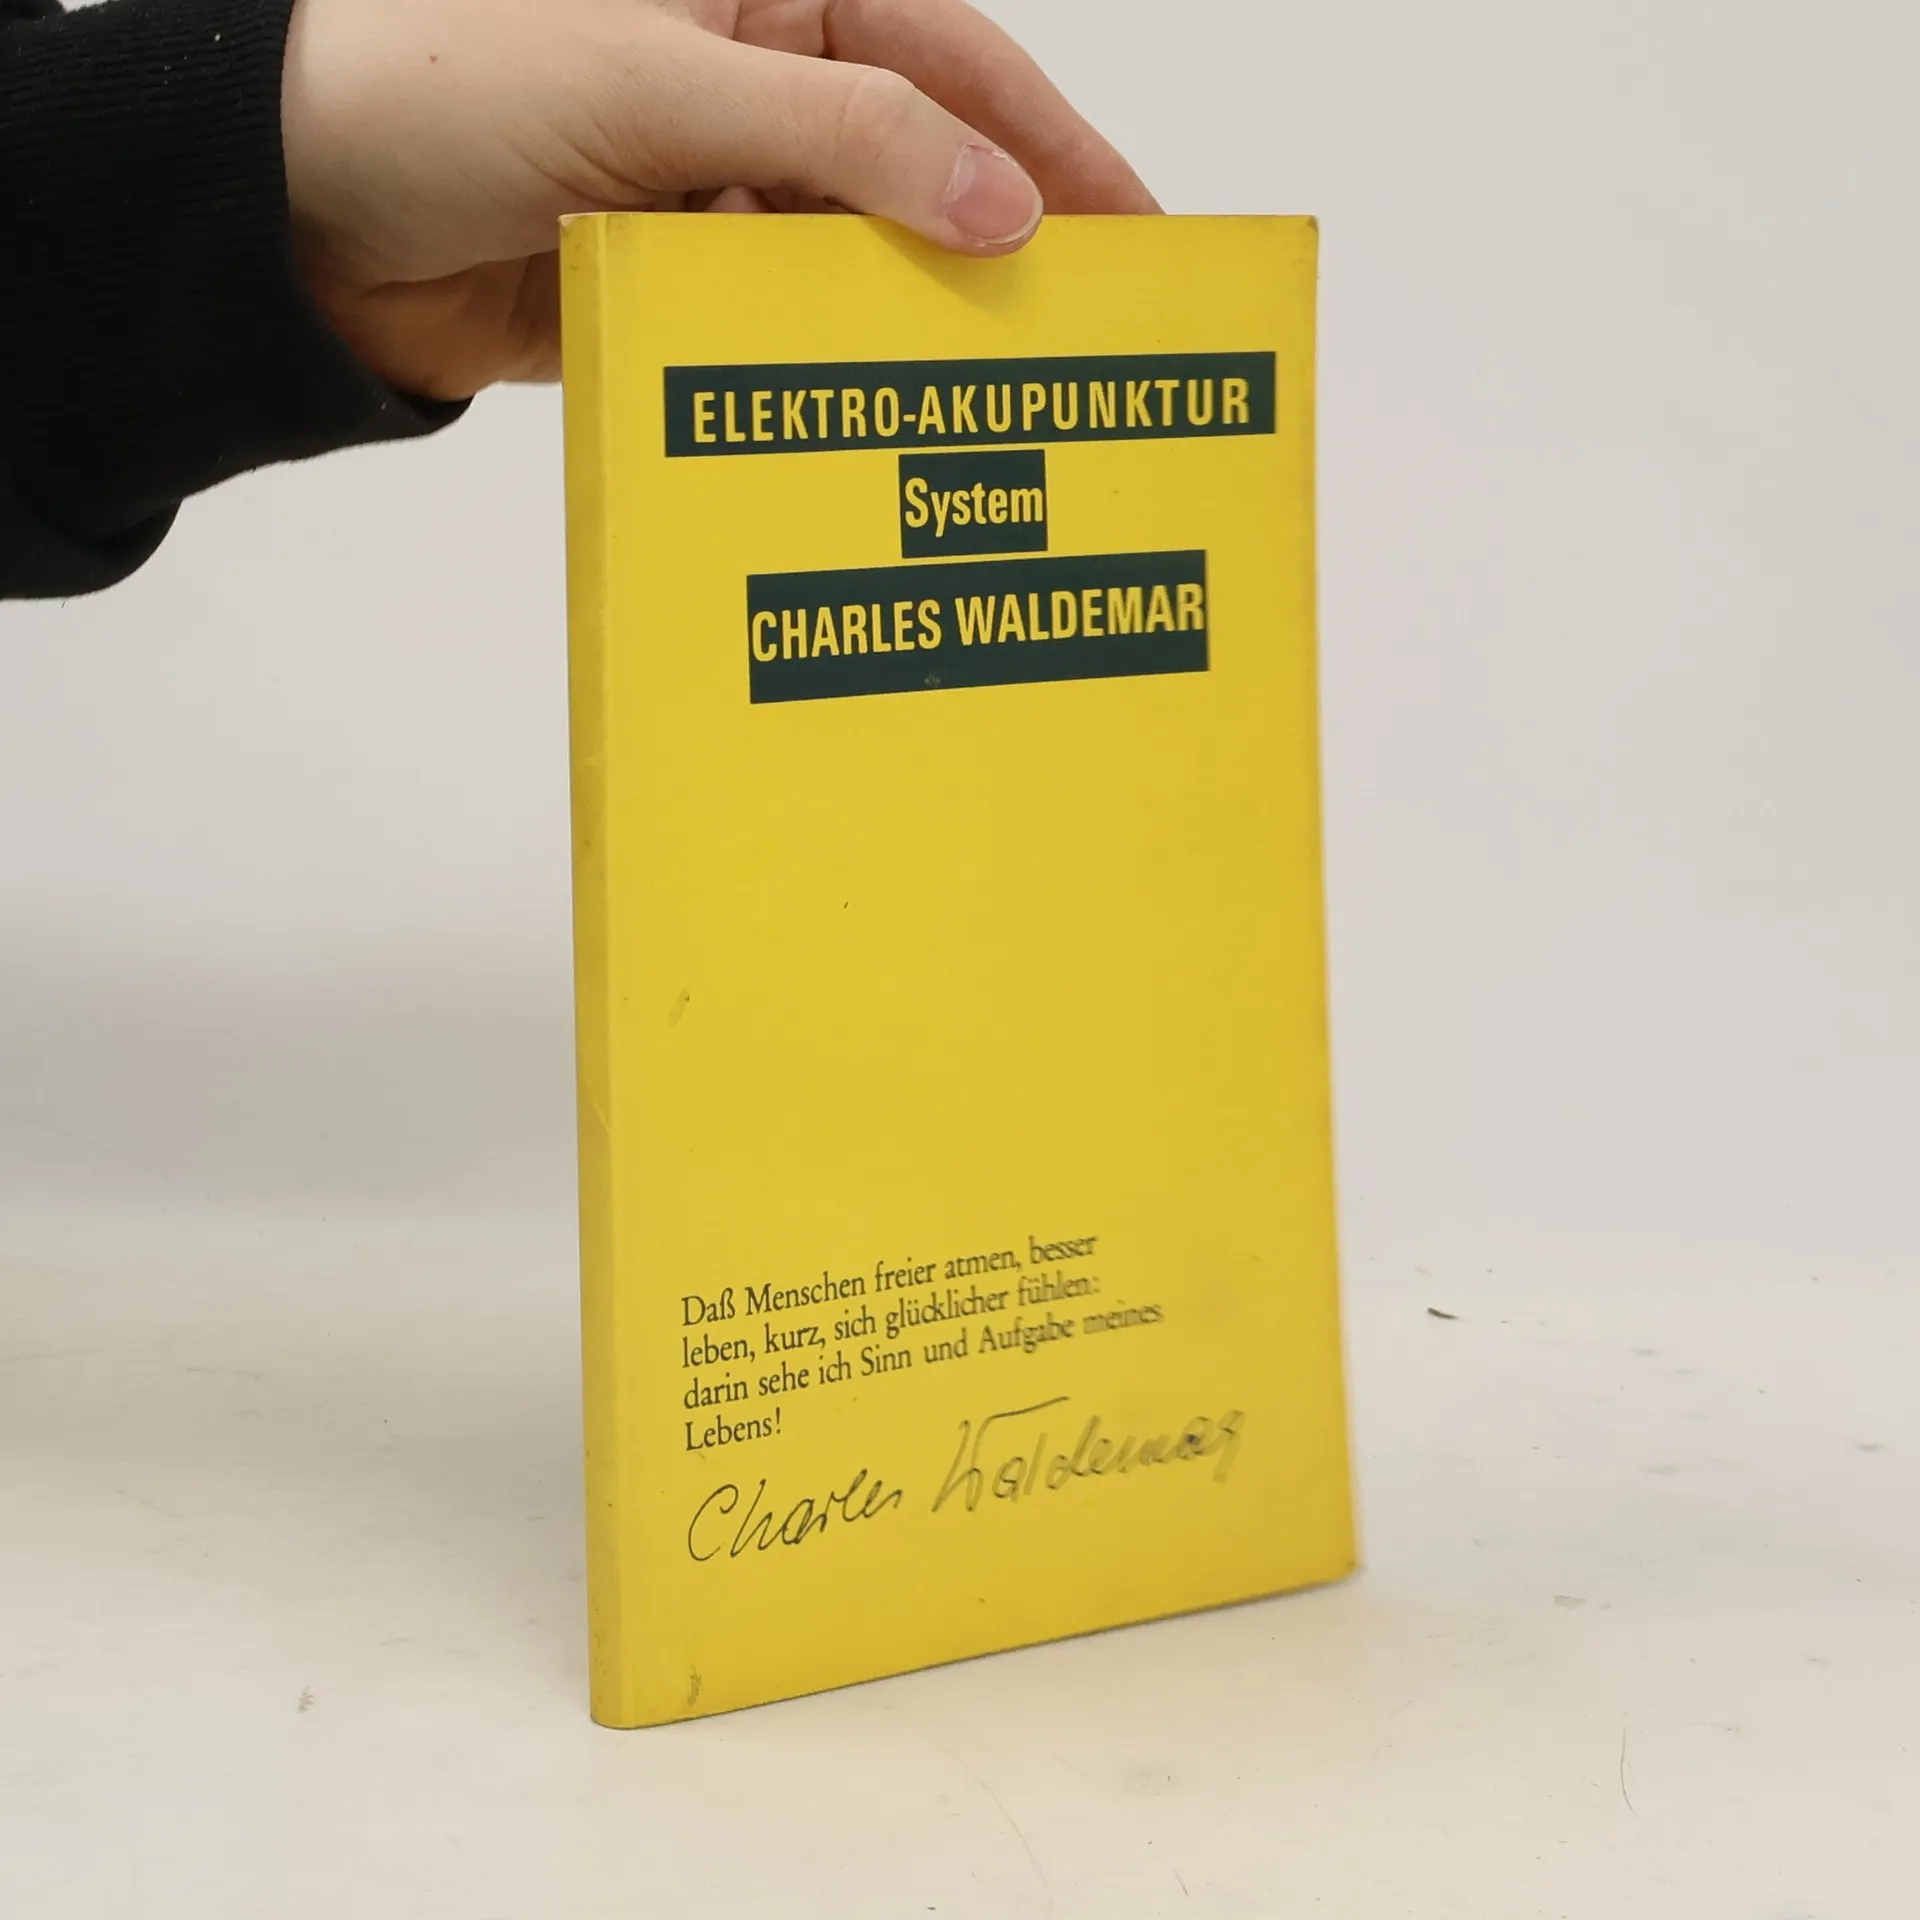 ELEKTRO-AKUPUNKTUR
System
CHARLES WALDEMAR
Daß Menschen freier atmen, besser
leben, kurz, sich glücklicher fühlen:
darin sehe ich Sinn und Aufgabe meines
Lebens!
Charles Waldemar